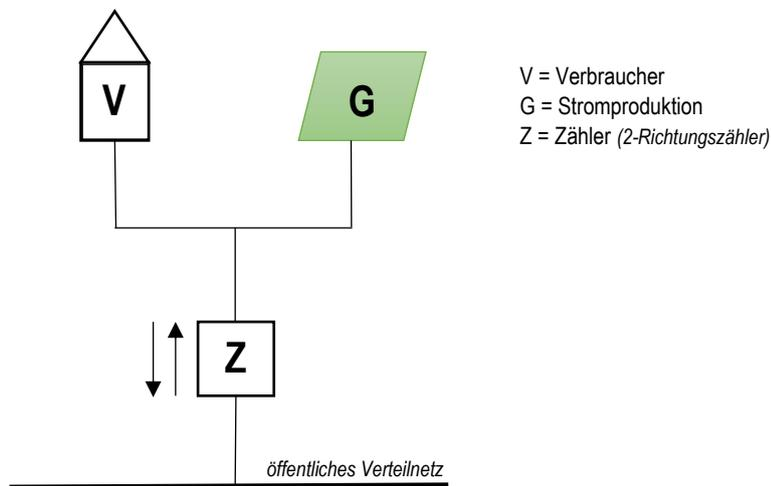 V
G
V = Verbraucher
G = Stromproduktion
Z = Zähler (2-Richtungszähler)
Z
öffentliches Verteilnetz